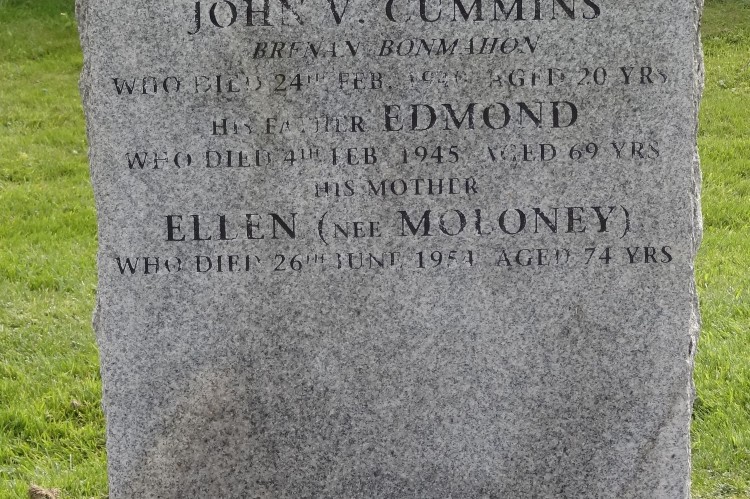 JOHN V. CUMMINS
BRENAN BONMAHON
WHO DIED 24TH FEB. AGED 20 YRS
HIS FATHER EDMOND
WHO DIED 4TH FEB 1945 AGED 69 YRS
HIS MOTHER
ELLEN (NEE MOLONEY)
WHO DIED 26TH JUNE 1954 AGED 74 YRS